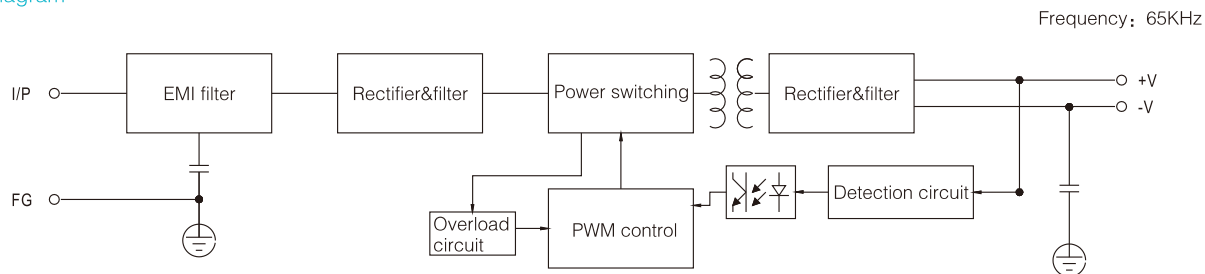 Frequency: 65KHz
I/P
EMI filter
Rectifier&filter
Power switching
Rectifier&filter
+V
-V
FG
Overload
circuit
PWM control
Detection circuit